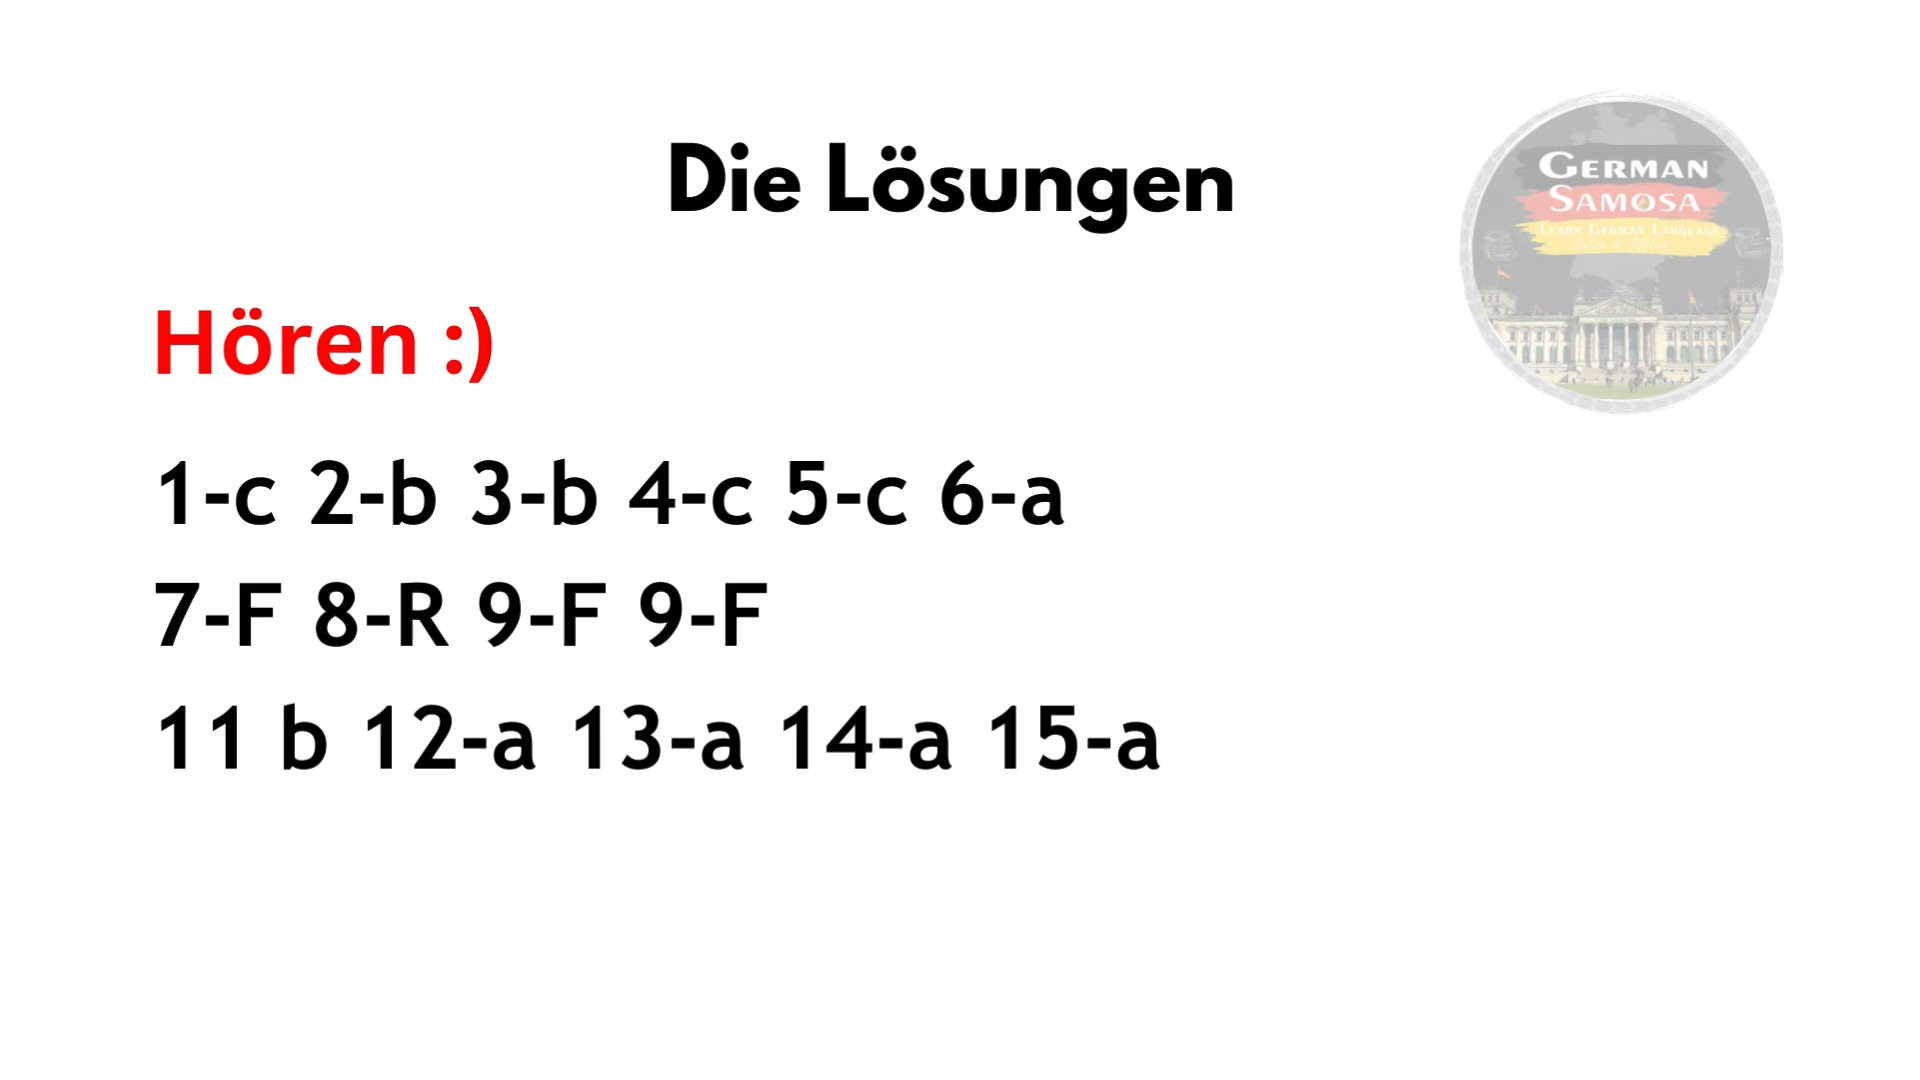 Die Lösungen
GERMAN
SAMOSA
LEARN GERMAN LANGUAGE
Hören :)
1-c 2-b 3-b 4-c 5-c 6-a
7-F 8-R 9-F 9-F
11 b 12-a 13-a 14-a 15-a